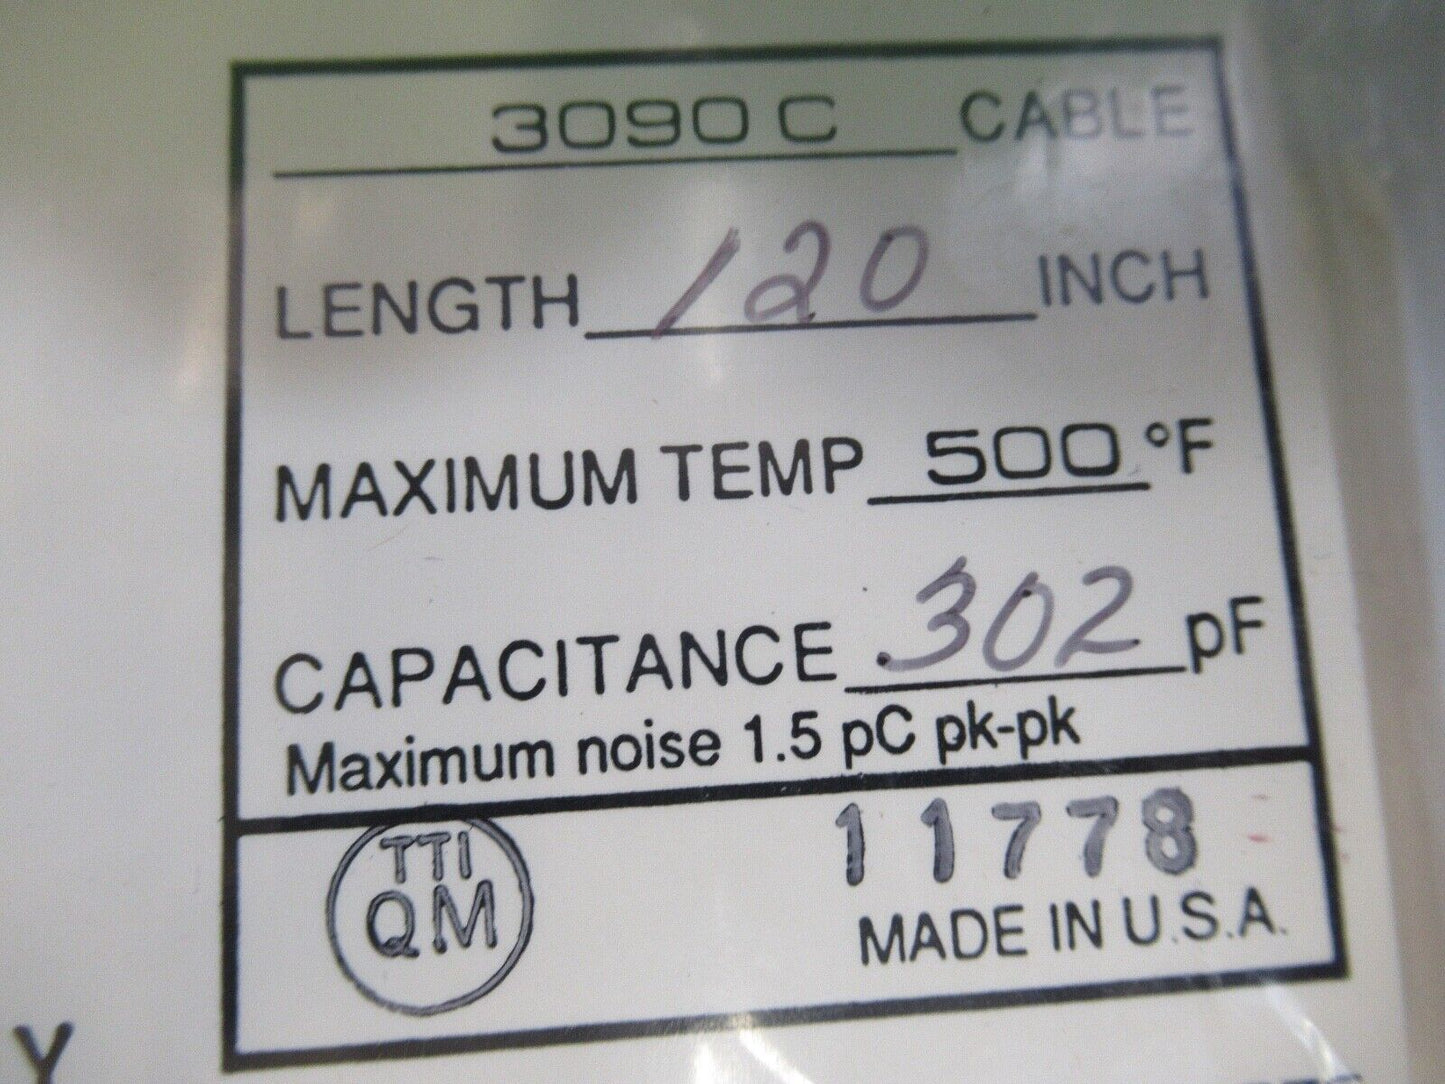 3090 C CABLE
LENGTH 120 INCH
MAXIMUM TEMP 500 °F
CAPACITANCE .302 pF
Maximum noise 1.5 pC pk-pk
TTI
QM
11778
MADE IN U.S.A.
Y